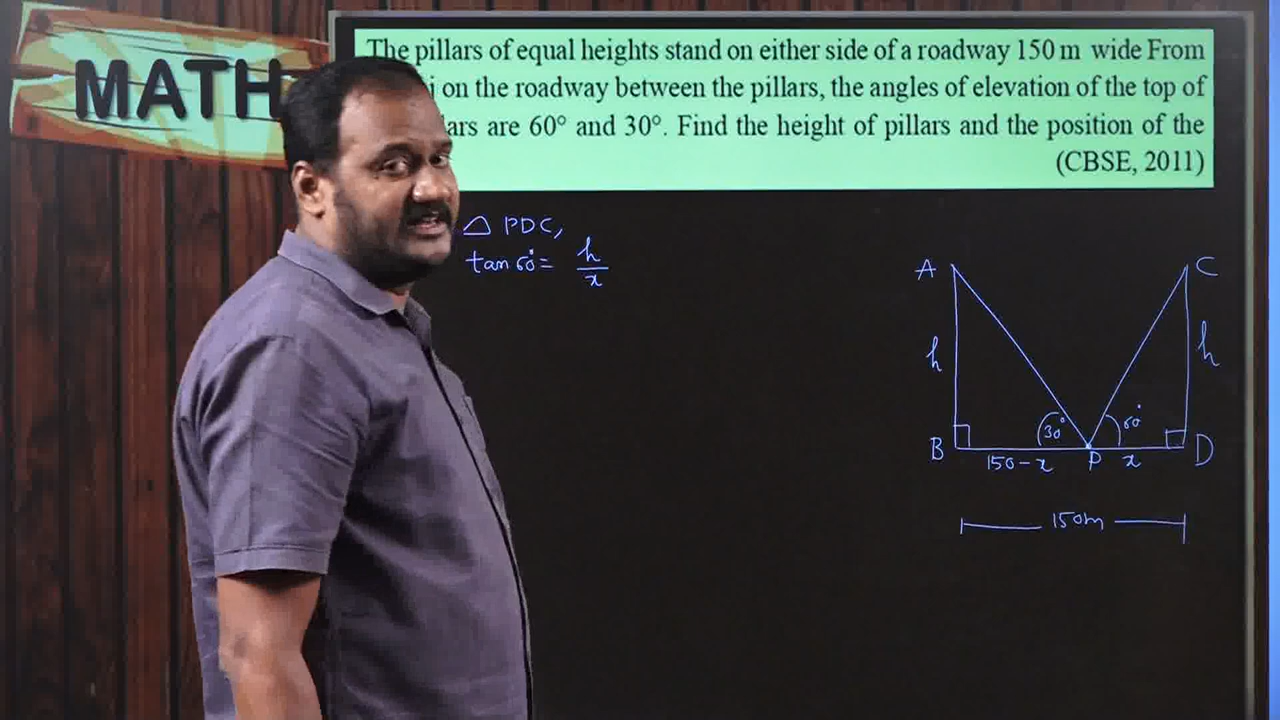 MATH
The pillars of equal heights stand on either side of a roadway 150 m wide From
on the roadway between the pillars, the angles of elevation of the top of
are 60° and 30°. Find the height of pillars and the position of the
(CBSE, 2011)
△ PDC,
tan 60° = h/x
A
C
h
h
30°
60°
B
150 - x
P
x
D
150m